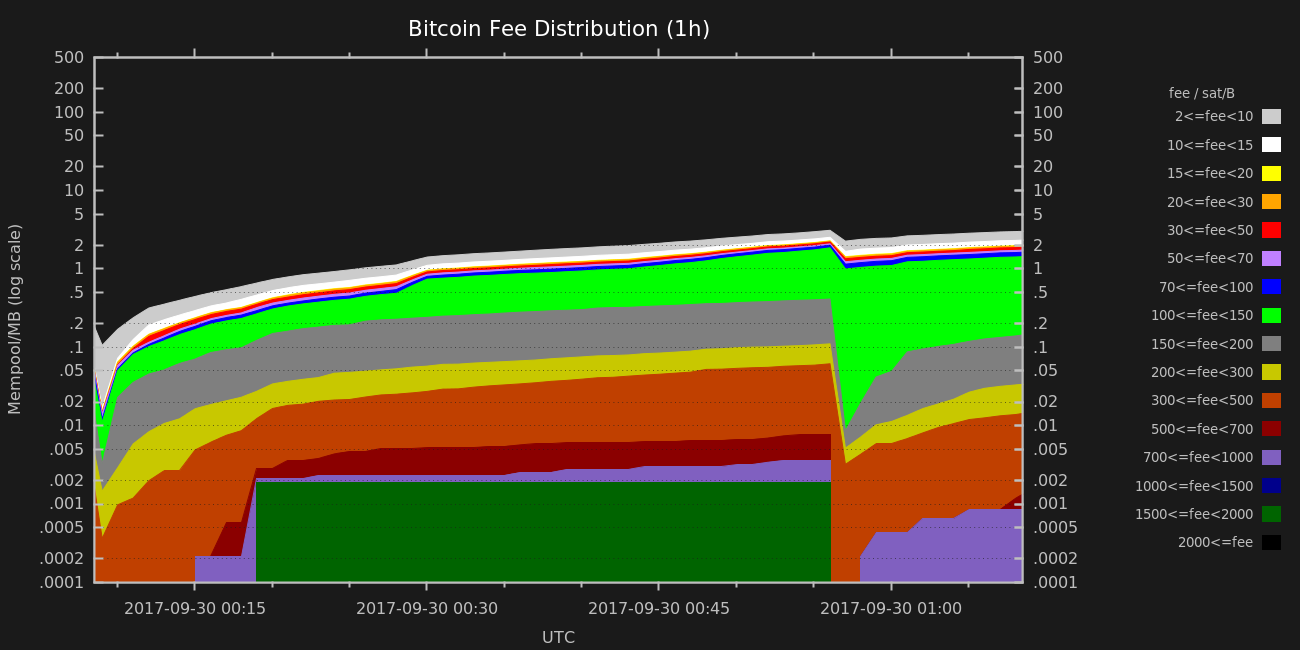 Bitcoin Fee Distribution (1h)
Mempool/MB (log scale)
500
200
100
50
20
10
5
2
1
.5
.2
.1
.05
.02
.01
.005
.002
.001
.0005
.0002
.0001
500
200
100
50
20
10
5
2
1
.5
.2
.1
.05
.02
.01
.005
.002
.001
.0005
.0002
.0001
2017-09-30 00:15
2017-09-30 00:30
2017-09-30 00:45
2017-09-30 01:00
UTC
fee / sat/B
2<=fee<10
10<=fee<15
15<=fee<20
20<=fee<30
30<=fee<50
50<=fee<70
70<=fee<100
100<=fee<150
150<=fee<200
200<=fee<300
300<=fee<500
500<=fee<700
700<=fee<1000
1000<=fee<1500
1500<=fee<2000
2000<=fee